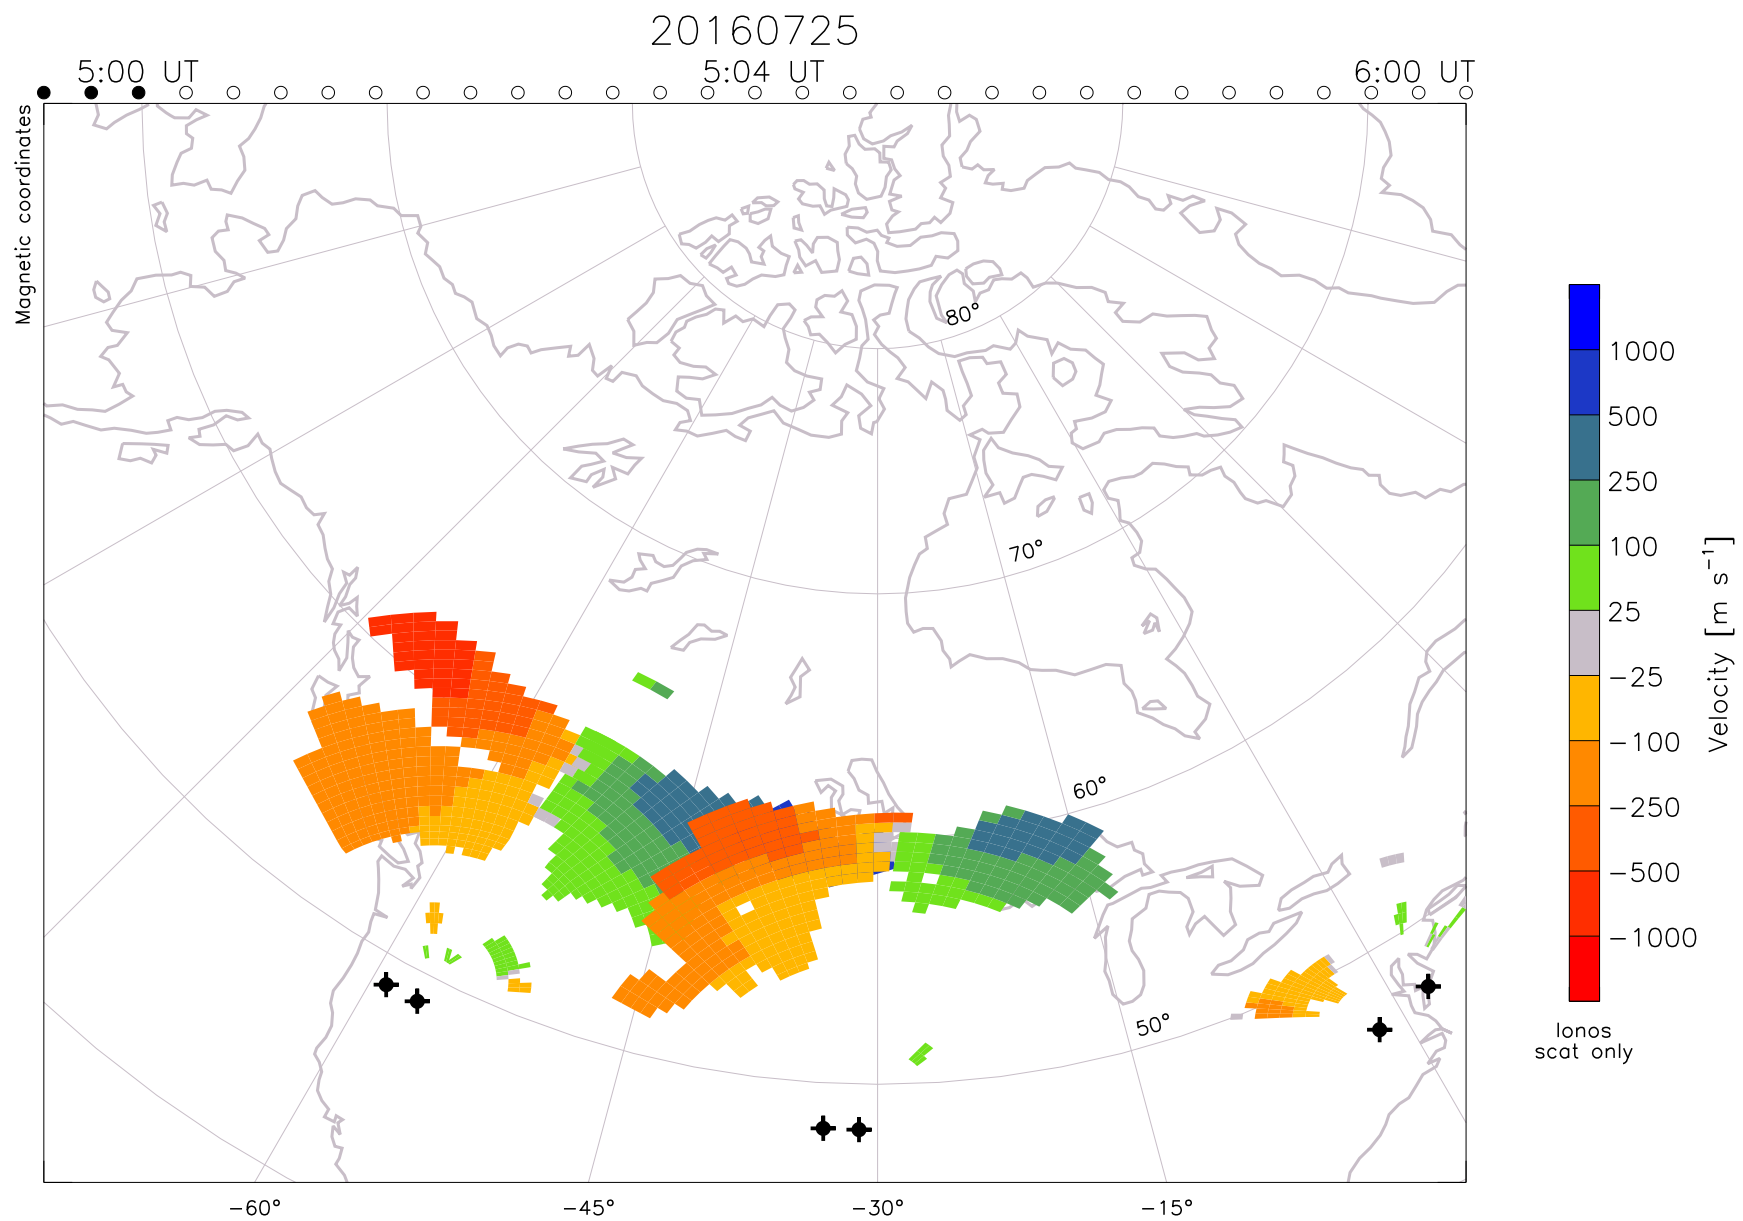 20160725
5:00 UT
5:04 UT
6:00 UT
Magnetic coordinates
80°
70°
60°
50°
1000
500
250
100
25
−25
−100
−250
−500
−1000
Velocity [m s⁻¹]
Ionos
scat only
−60°
−45°
−30°
−15°